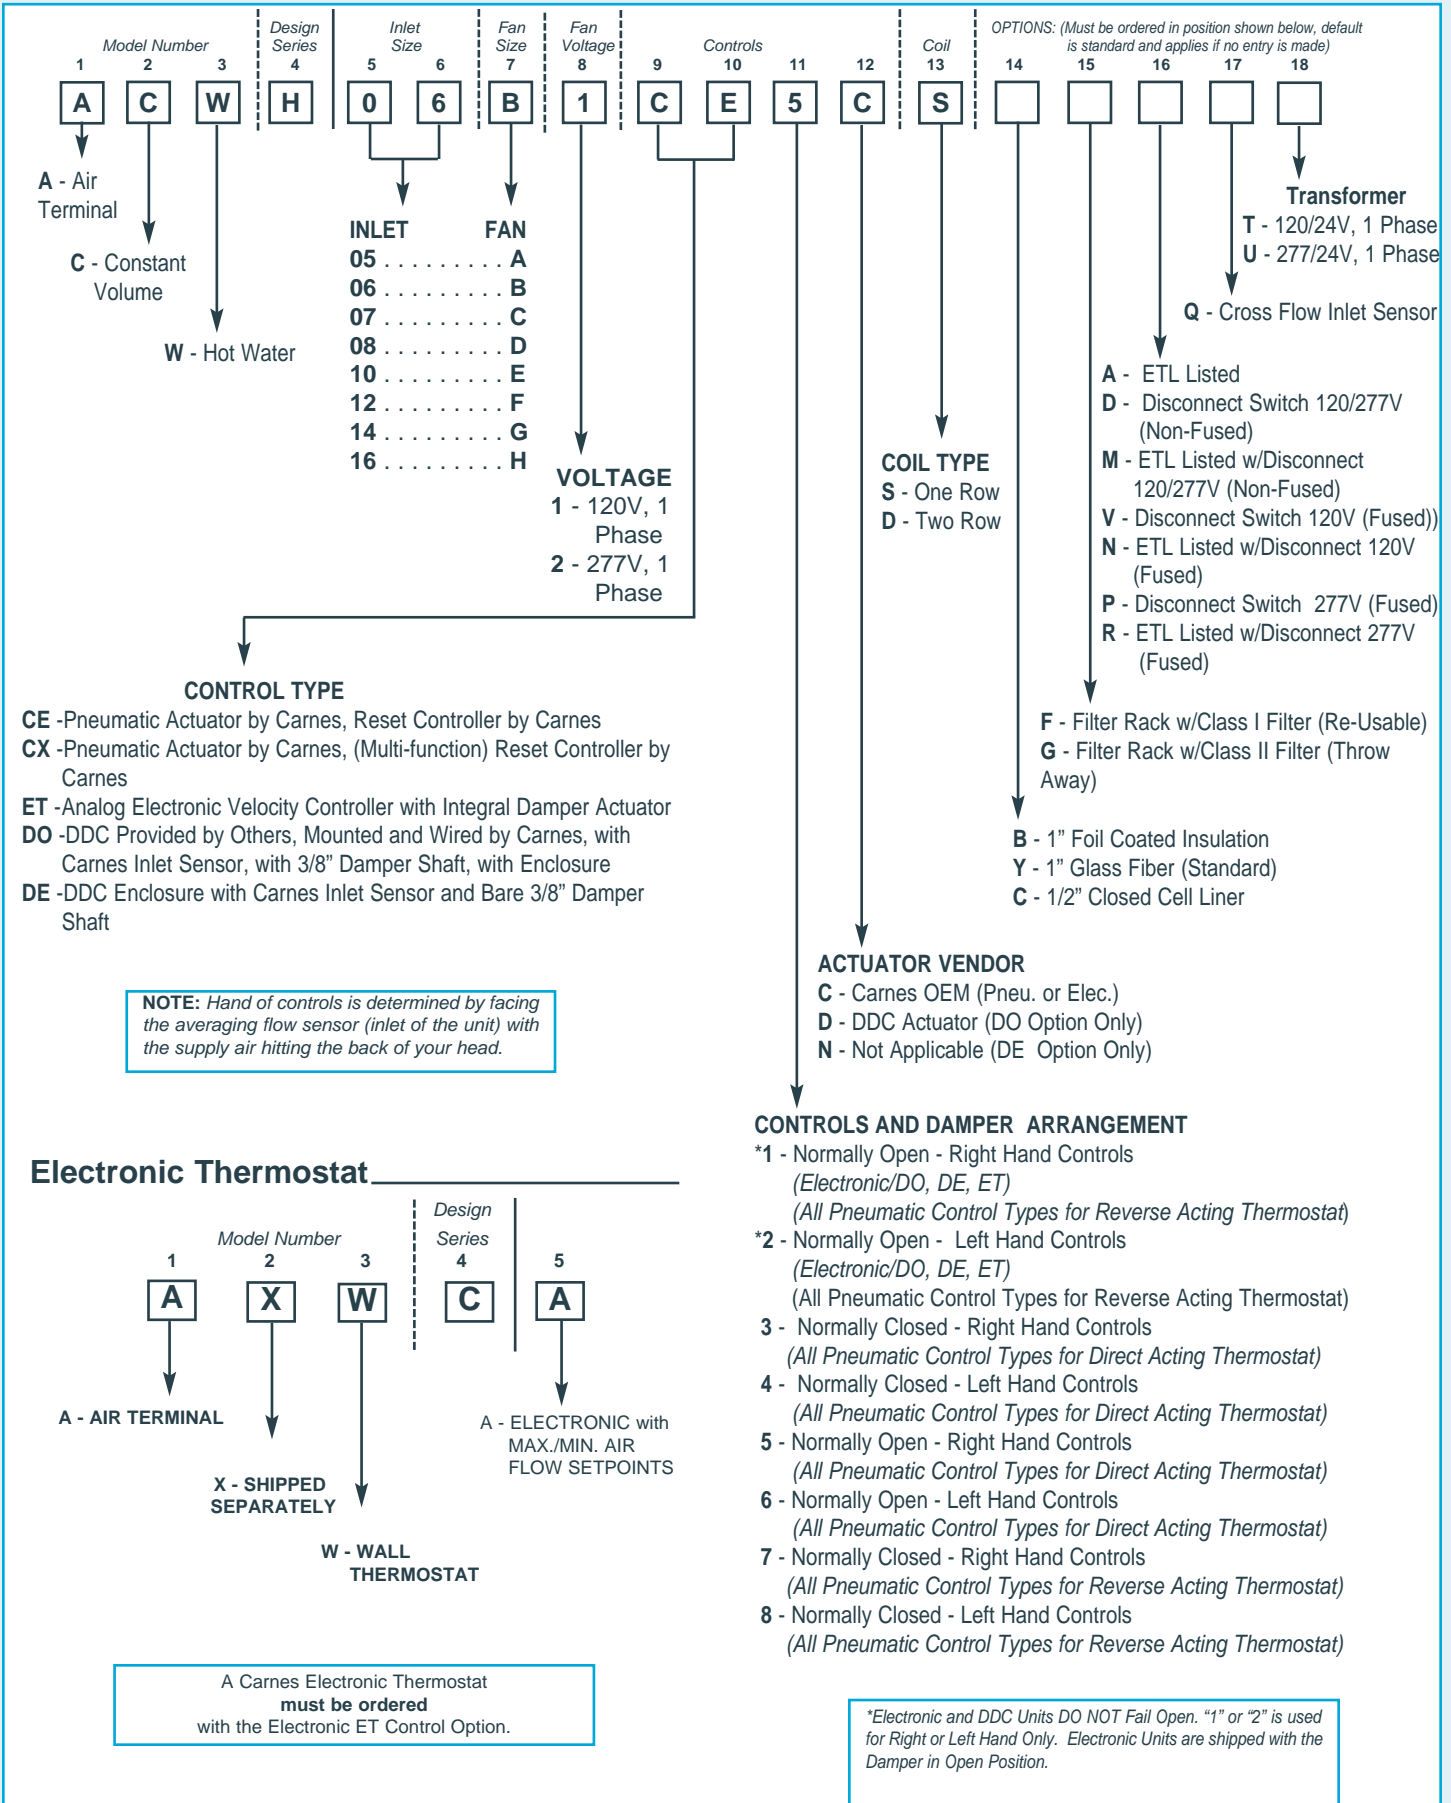 Model Number
Design
Series
Inlet
Size
Fan
Size
Fan
Voltage
Controls
Coil
OPTIONS: (Must be ordered in position shown below, default
is standard and applies if no entry is made)
1 2 3 4 5 6 7 8 9 10 11 12 13 14 15 16 17 18
A C W H 0 6 B 1 C E 5 C S
A - Air
Terminal
C - Constant
Volume
W - Hot Water
INLET FAN
05 . . . . . . . . . A
06 . . . . . . . . . B
07 . . . . . . . . . C
08 . . . . . . . . . D
10 . . . . . . . . . E
12 . . . . . . . . . F
14 . . . . . . . . . G
16 . . . . . . . . . H
VOLTAGE
1 - 120V, 1
Phase
2 - 277V, 1
Phase
COIL TYPE
S - One Row
D - Two Row
Transformer
T - 120/24V, 1 Phase
U - 277/24V, 1 Phase
Q - Cross Flow Inlet Sensor
A - ETL Listed
D - Disconnect Switch 120/277V
(Non-Fused)
M - ETL Listed w/Disconnect
120/277V (Non-Fused)
V - Disconnect Switch 120V (Fused))
N - ETL Listed w/Disconnect 120V
(Fused)
P - Disconnect Switch 277V (Fused)
R - ETL Listed w/Disconnect 277V
(Fused)
F - Filter Rack w/Class I Filter (Re-Usable)
G - Filter Rack w/Class II Filter (Throw
Away)
B - 1” Foil Coated Insulation
Y - 1” Glass Fiber (Standard)
C - 1/2” Closed Cell Liner
CONTROL TYPE
CE -Pneumatic Actuator by Carnes, Reset Controller by Carnes
CX -Pneumatic Actuator by Carnes, (Multi-function) Reset Controller by
Carnes
ET -Analog Electronic Velocity Controller with Integral Damper Actuator
DO -DDC Provided by Others, Mounted and Wired by Carnes, with
Carnes Inlet Sensor, with 3/8” Damper Shaft, with Enclosure
DE -DDC Enclosure with Carnes Inlet Sensor and Bare 3/8” Damper
Shaft
NOTE: Hand of controls is determined by facing
the averaging flow sensor (inlet of the unit) with
the supply air hitting the back of your head.
ACTUATOR VENDOR
C - Carnes OEM (Pneu. or Elec.)
D - DDC Actuator (DO Option Only)
N - Not Applicable (DE Option Only)
CONTROLS AND DAMPER ARRANGEMENT
*1 - Normally Open - Right Hand Controls
(Electronic/DO, DE, ET)
(All Pneumatic Control Types for Reverse Acting Thermostat)
*2 - Normally Open - Left Hand Controls
(Electronic/DO, DE, ET)
(All Pneumatic Control Types for Reverse Acting Thermostat)
3 - Normally Closed - Right Hand Controls
(All Pneumatic Control Types for Direct Acting Thermostat)
4 - Normally Closed - Left Hand Controls
(All Pneumatic Control Types for Direct Acting Thermostat)
5 - Normally Open - Right Hand Controls
(All Pneumatic Control Types for Direct Acting Thermostat)
6 - Normally Open - Left Hand Controls
(All Pneumatic Control Types for Direct Acting Thermostat)
7 - Normally Closed - Right Hand Controls
(All Pneumatic Control Types for Reverse Acting Thermostat)
8 - Normally Closed - Left Hand Controls
(All Pneumatic Control Types for Reverse Acting Thermostat)
*Electronic and DDC Units DO NOT Fail Open. “1” or “2” is used
for Right or Left Hand Only. Electronic Units are shipped with the
Damper in Open Position.
Electronic Thermostat
Model Number
Design
Series
1 2 3 4 5
A X W C A
A - AIR TERMINAL
X - SHIPPED
SEPARATELY
W - WALL
THERMOSTAT
A - ELECTRONIC with
MAX./MIN. AIR
FLOW SETPOINTS
A Carnes Electronic Thermostat
must be ordered
with the Electronic ET Control Option.